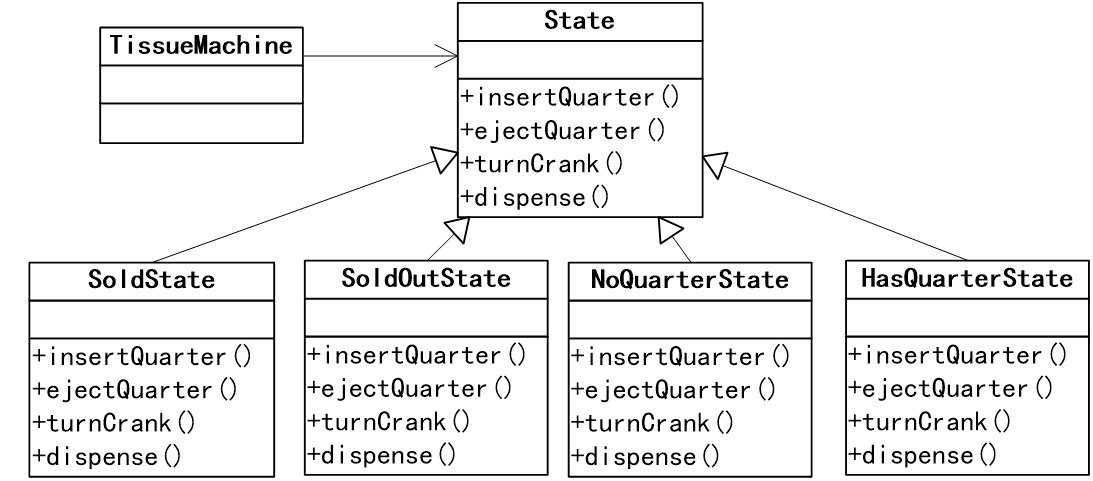 TissueMachine
State
+insertQuarter()
+ejectQuarter()
+turnCrank()
+dispense()
SoldState
+insertQuarter()
+ejectQuarter()
+turnCrank()
+dispense()
SoldOutState
+insertQuarter()
+ejectQuarter()
+turnCrank()
+dispense()
NoQuarterState
+insertQuarter()
+ejectQuarter()
+turnCrank()
+dispense()
HasQuarterState
+insertQuarter()
+ejectQuarter()
+turnCrank()
+dispense()